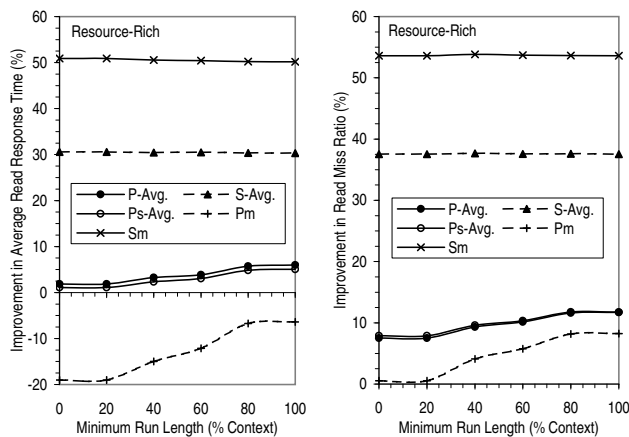 Resource-Rich
Improvement in Average Read Response Time (%)
60
50
40
30
20
10
0
-10
-20
P-Avg.
S-Avg.
Ps-Avg.
Pm
Sm
0 20 40 60 80 100
Minimum Run Length (% Context)
Resource-Rich
Improvement in Read Miss Ratio (%)
60
50
40
30
20
10
0
P-Avg.
S-Avg.
Ps-Avg.
Pm
Sm
0 20 40 60 80 100
Minimum Run Length (% Context)